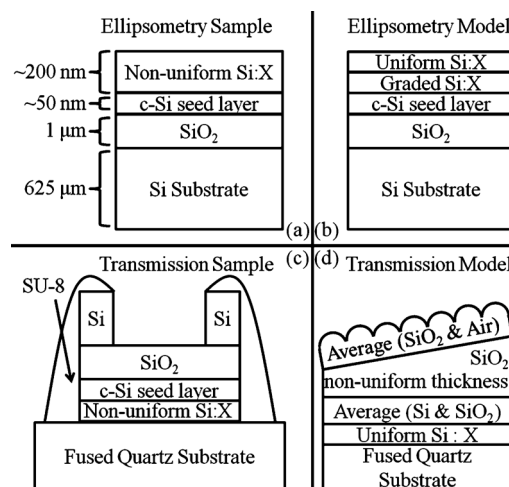 Ellipsometry Sample
~200 nm
Non-uniform Si:X
~50 nm
c-Si seed layer
1 μm
SiO2
625 μm
Si Substrate
(a)
Ellipsometry Model
Uniform Si:X
Graded Si:X
c-Si seed layer
SiO2
Si Substrate
(b)
Transmission Sample
(c)
SU-8
Si
Si
SiO2
c-Si seed layer
Non-uniform Si:X
Fused Quartz Substrate
(d)
Transmission Model
Average (SiO2 & Air)
SiO2
non-uniform thickness
Average (Si & SiO2)
Uniform Si : X
Fused Quartz
Substrate